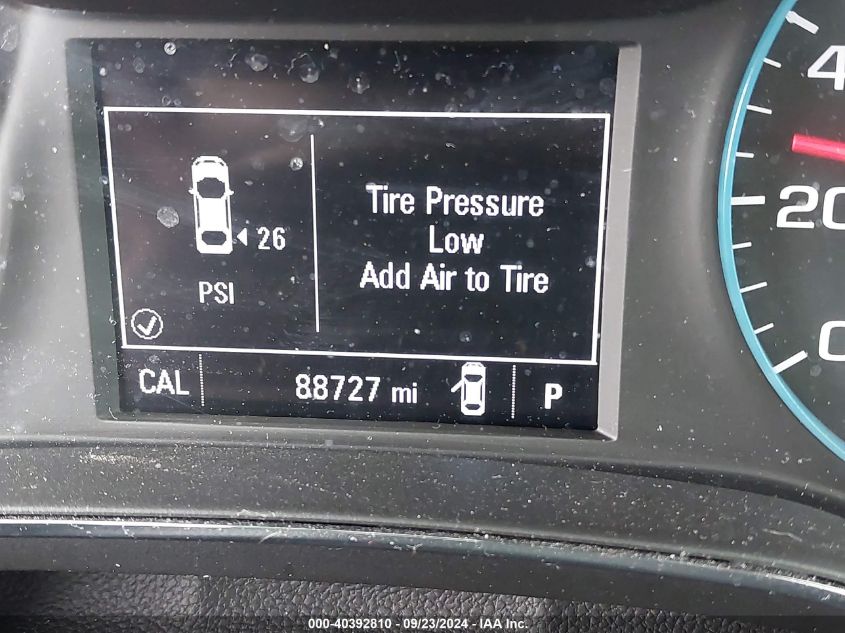 4
20
0
26
PSI
Tire Pressure
Low
Add Air to Tire
CAL
88727 mi
P
000-40392810 - 09/23/2024 - IAA Inc.